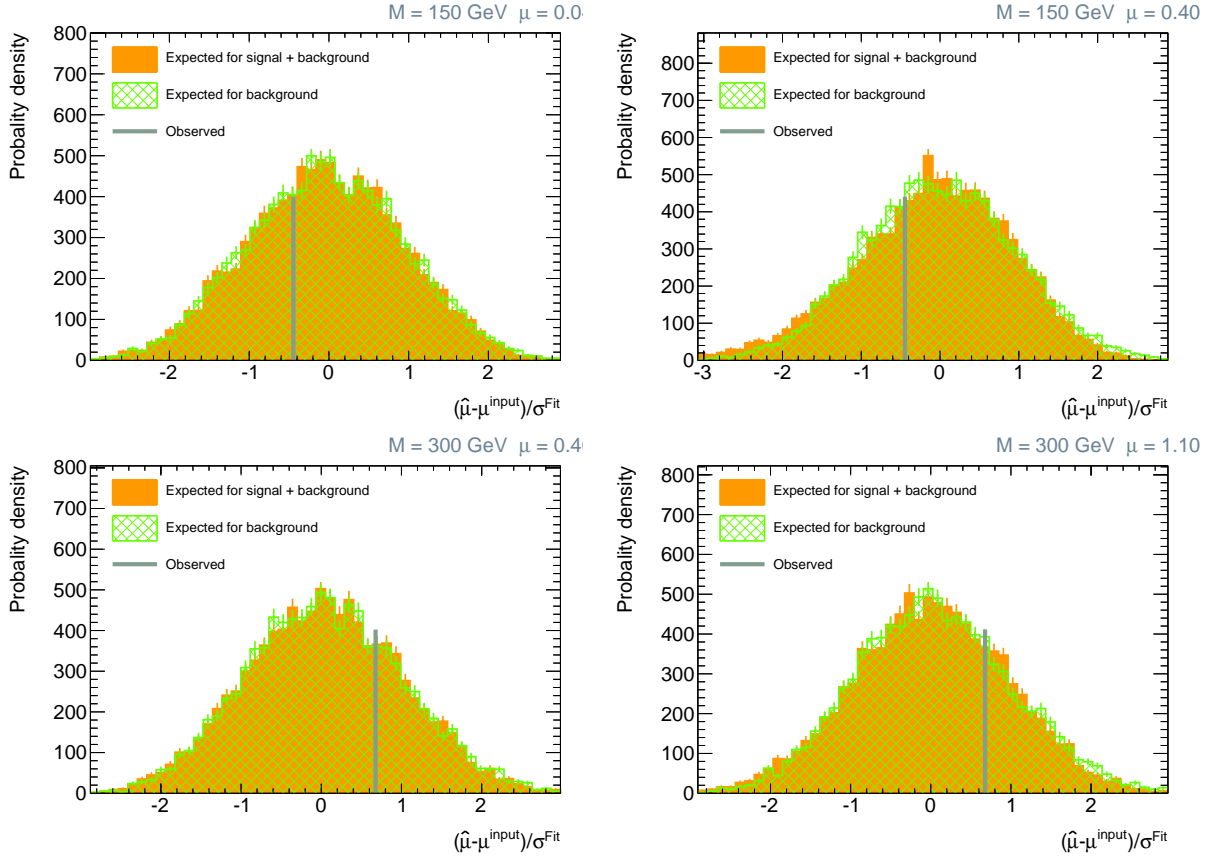 M = 150 GeV μ = 0.04
Probality density
800
700
600
500
400
300
200
100
0
Expected for signal + background
Expected for background
Observed
-2 -1 0 1 2
(μ̂-μ^input)/σ^Fit
M = 150 GeV μ = 0.40
Probality density
800
700
600
500
400
300
200
100
0
Expected for signal + background
Expected for background
Observed
-3 -2 -1 0 1 2
(μ̂-μ^input)/σ^Fit
M = 300 GeV μ = 0.4
Probality density
800
700
600
500
400
300
200
100
0
Expected for signal + background
Expected for background
Observed
-2 -1 0 1 2
(μ̂-μ^input)/σ^Fit
M = 300 GeV μ = 1.10
Probality density
800
700
600
500
400
300
200
100
0
Expected for signal + background
Expected for background
Observed
-2 -1 0 1 2
(μ̂-μ^input)/σ^Fit